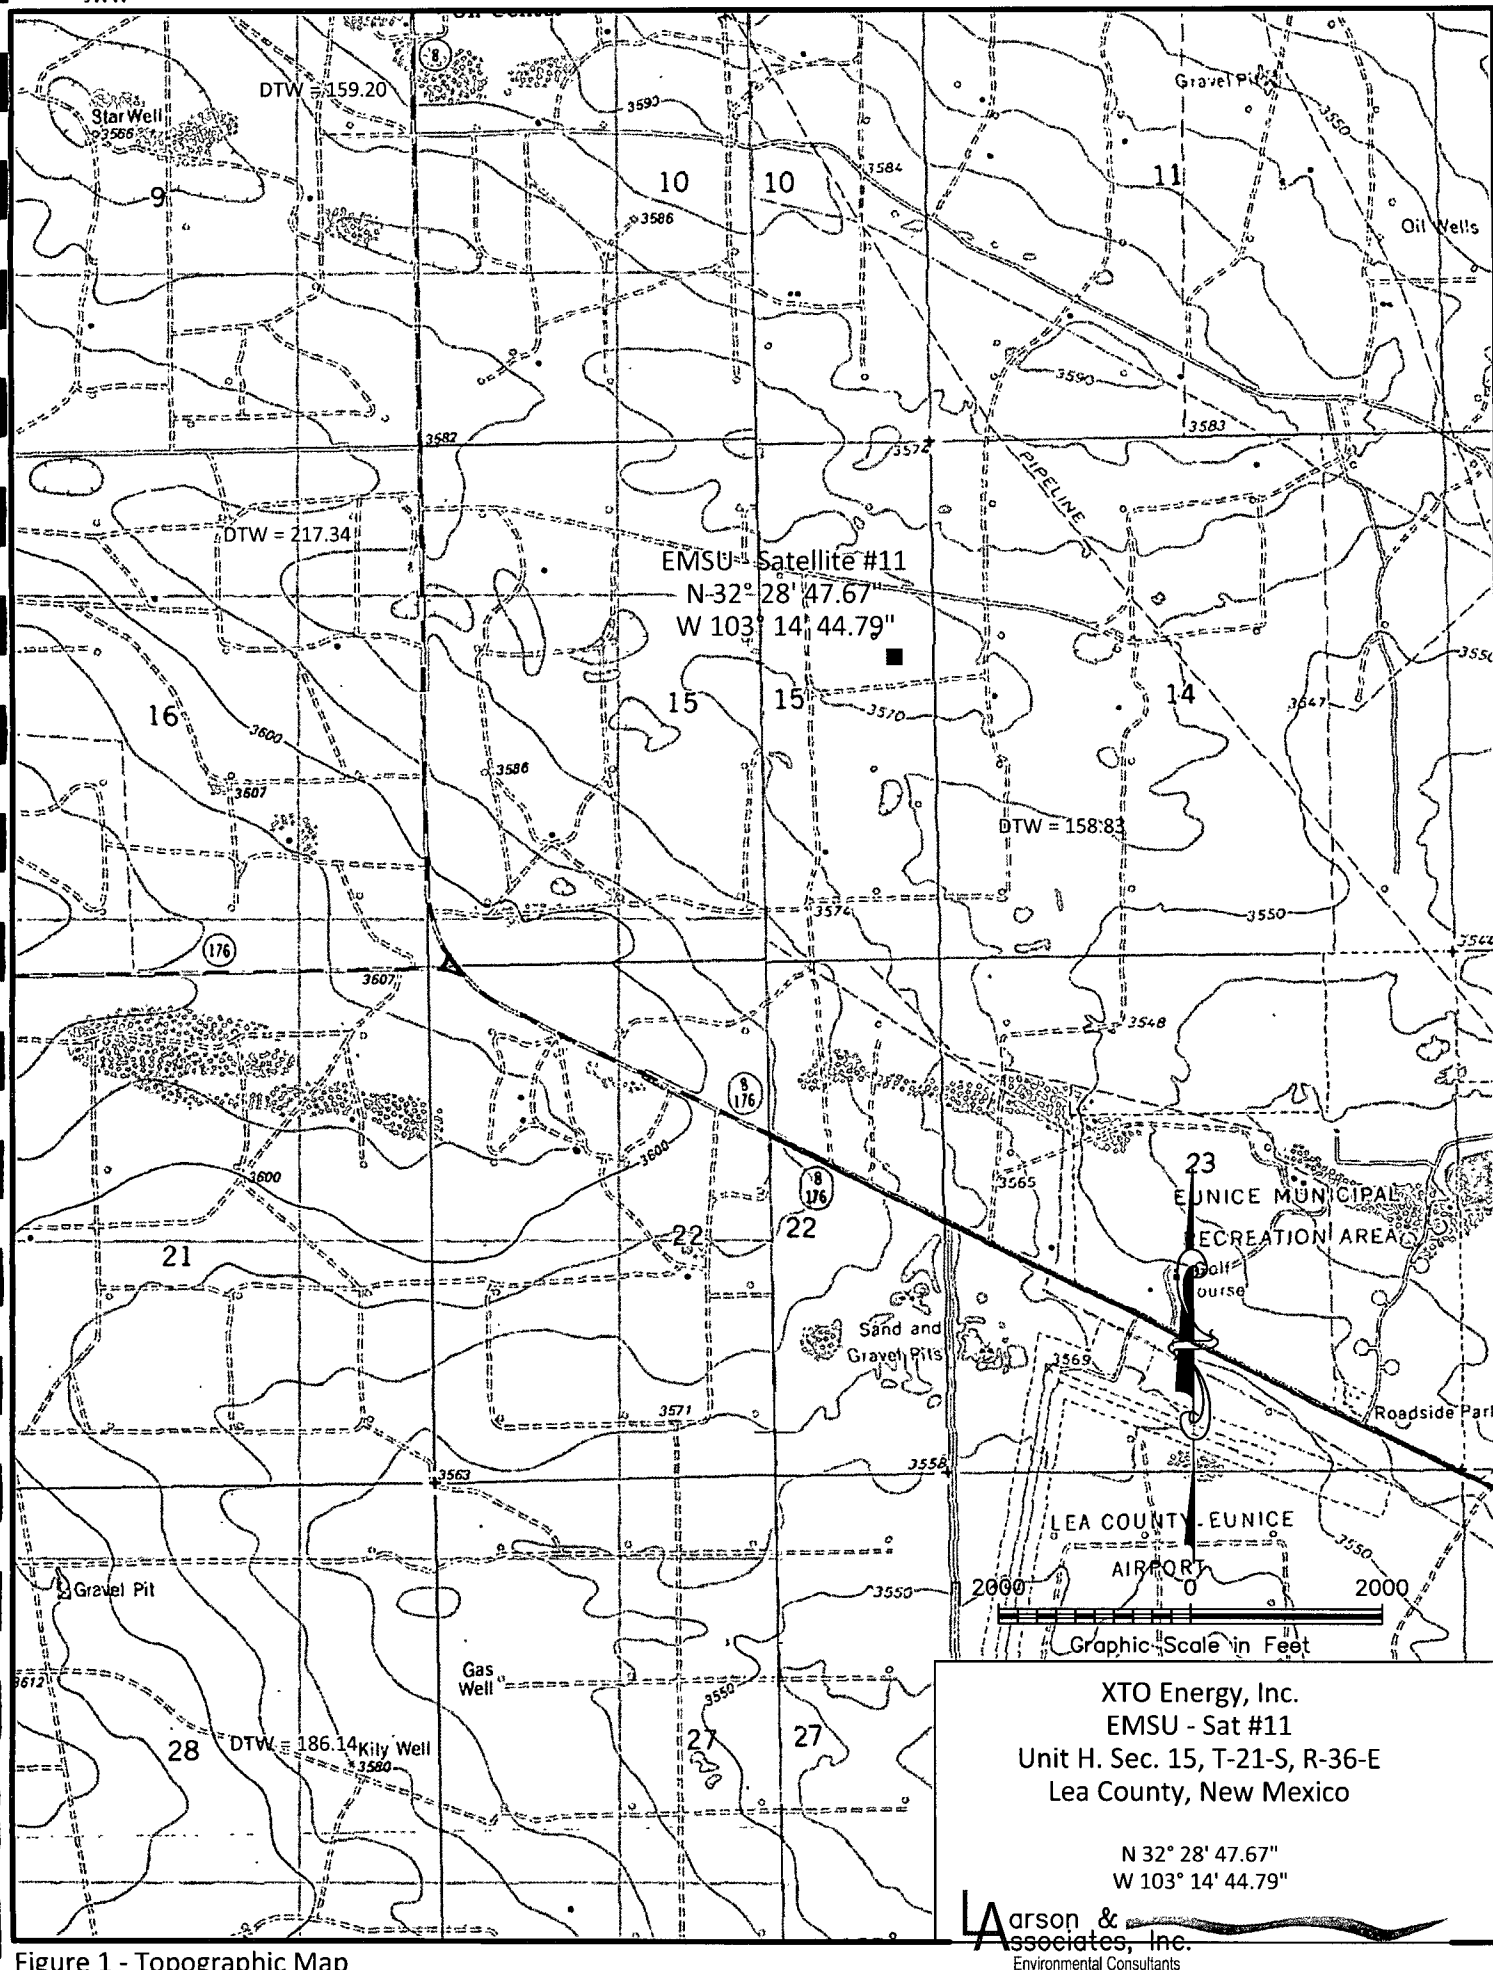 8
DTW = 159.20
3590
Gravel Pit
3550
Star Well
3566
9
10
10
3584
11
3586
Oil Wells
3590
3582
3572
3583
PIPELINE
DTW = 217.34
EMSU - Satellite #11
N 32° 28' 47.67"
W 103° 14' 44.79"
3550
16
15
15
3570
14
3547
3600
3586
3607
DTW = 158.83
3574
3550
176
3607
3548
8
176
3600
3600
8
176
3565
23
EUNICE MUNICIPAL
RECREATION AREA
21
22
22
Golf
Course
Sand and
Gravel Pits
3569
3571
Roadside Park
3563
3558
LEA COUNTY-EUNICE
AIRPORT
3550
Gravel Pit
3550
2000 0 2000
Graphic Scale in Feet
3612
Gas
Well
3550
28
DTW = 186.14
Kily Well
3580
27
27
XTO Energy, Inc.
EMSU - Sat #11
Unit H. Sec. 15, T-21-S, R-36-E
Lea County, New Mexico
N 32° 28' 47.67"
W 103° 14' 44.79"
Larson &
Associates, Inc.
Environmental Consultants
Figure 1 - Topographic Map